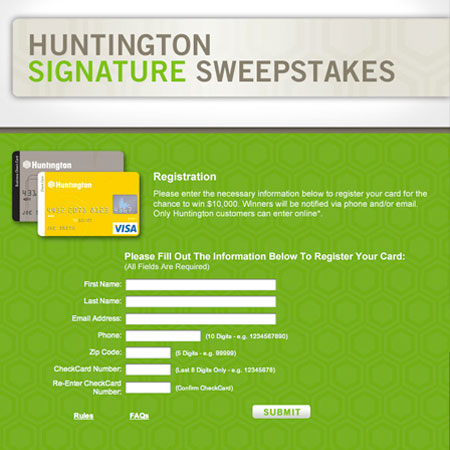 HUNTINGTON
SIGNATURE SWEEPSTAKES
Huntington
Huntington
VISA
Registration
Please enter the necessary information below to register your card for the
chance to win $10,000. Winners will be notified via phone and/or email.
Only Huntington customers can enter online*.
Please Fill Out The Information Below To Register Your Card:
(All Fields Are Required)
First Name:
Last Name:
Email Address:
Phone: (10 Digits - e.g. 1234567890)
Zip Code: (5 Digits - e.g. 99999)
CheckCard Number: (Last 8 Digits Only - e.g. 12345678)
Re-Enter CheckCard
Number: (Confirm CheckCard)
Rules FAQs SUBMIT